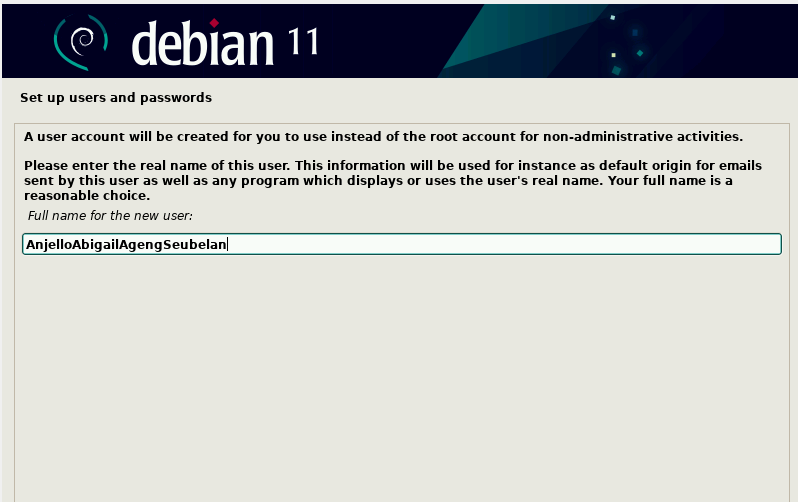 debian 11
Set up users and passwords
A user account will be created for you to use instead of the root account for non-administrative activities.
Please enter the real name of this user. This information will be used for instance as default origin for emails
sent by this user as well as any program which displays or uses the user's real name. Your full name is a
reasonable choice.
Full name for the new user:
AnjelloAbigailAgengSeubelan